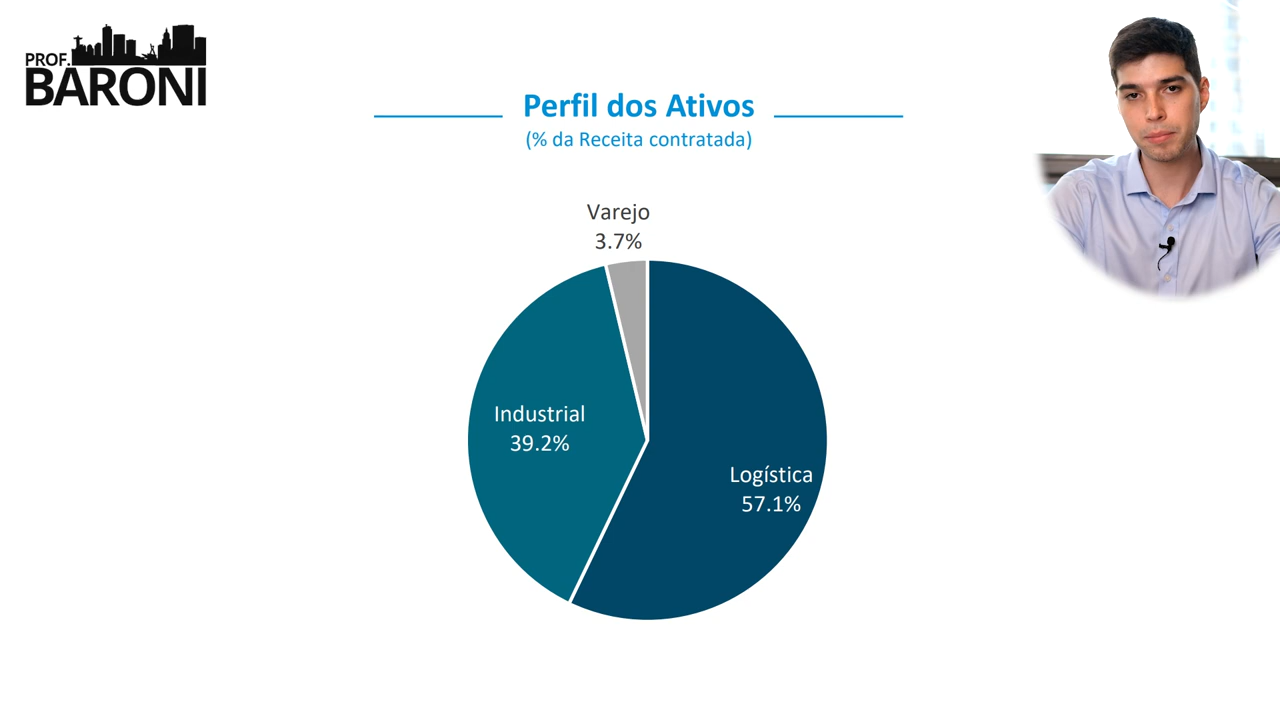 PROF.
BARONI
Perfil dos Ativos
(% da Receita contratada)
Varejo
3.7%
Industrial
39.2%
Logística
57.1%